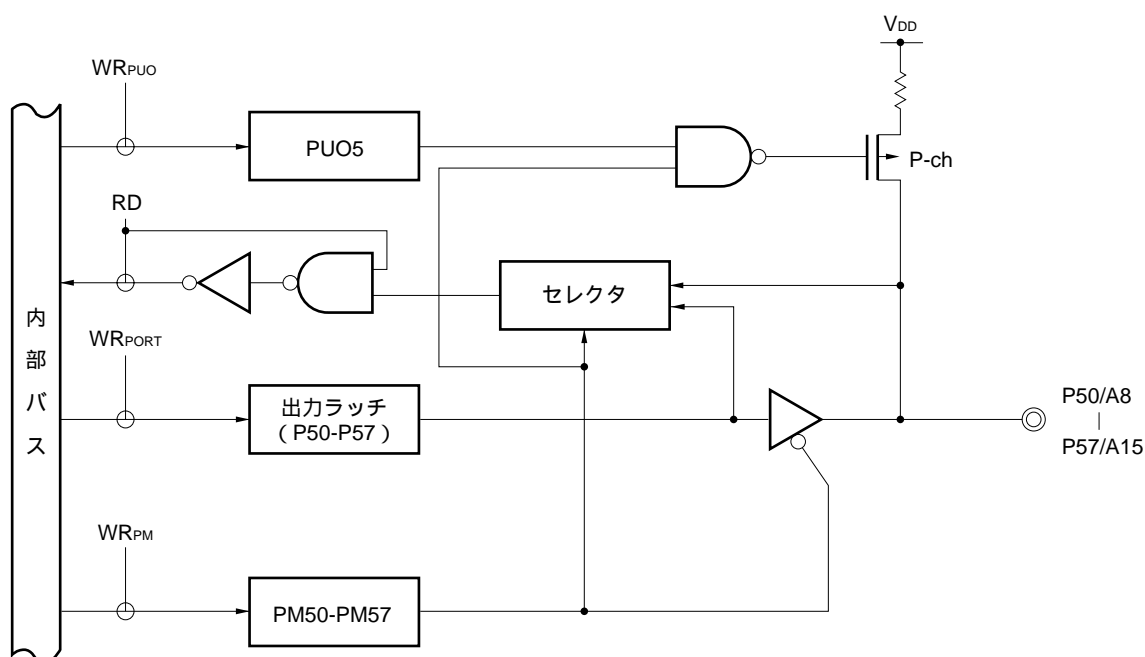 VDD
WRPUO
PUO5
P-ch
RD
セレクタ
内部バス
WRPORT
出力ラッチ
（P50-P57）
P50/A8
|
P57/A15
WRPM
PM50-PM57